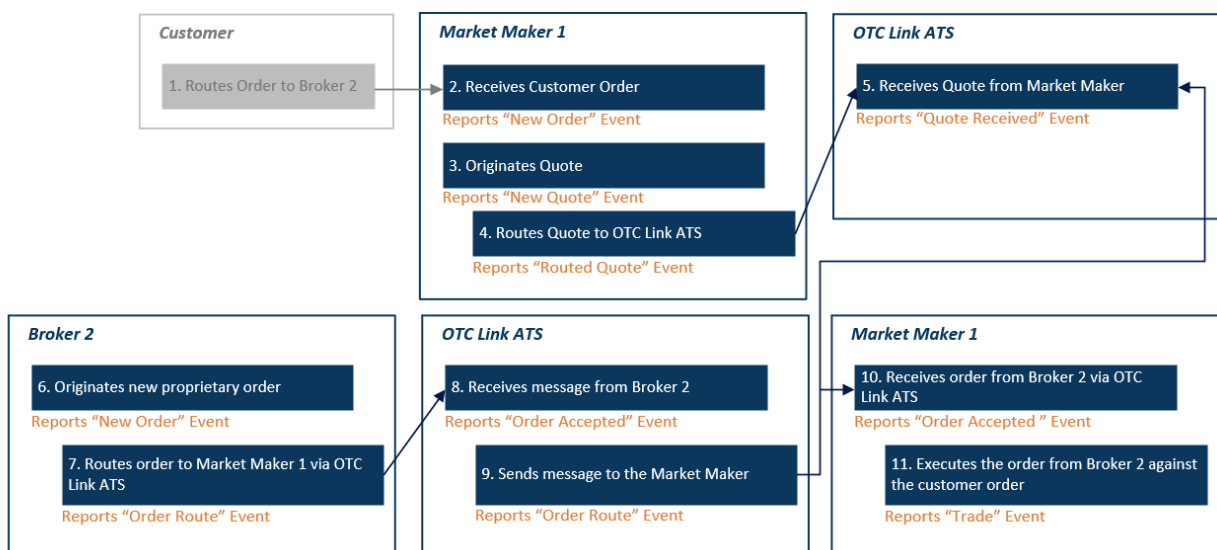 Customer
1. Routes Order to Broker 2
Market Maker 1
2. Receives Customer Order
Reports “New Order” Event
3. Originates Quote
Reports “New Quote” Event
4. Routes Quote to OTC Link ATS
Reports “Routed Quote” Event
OTC Link ATS
5. Receives Quote from Market Maker
Reports “Quote Received” Event
Broker 2
6. Originates new proprietary order
Reports “New Order” Event
7. Routes order to Market Maker 1 via OTC
Link ATS
Reports “Order Route” Event
OTC Link ATS
8. Receives message from Broker 2
Reports “Order Accepted” Event
9. Sends message to the Market Maker
Reports “Order Route” Event
Market Maker 1
10. Receives order from Broker 2 via OTC
Link ATS
Reports “Order Accepted ” Event
11. Executes the order from Broker 2 against
the customer order
Reports “Trade” Event